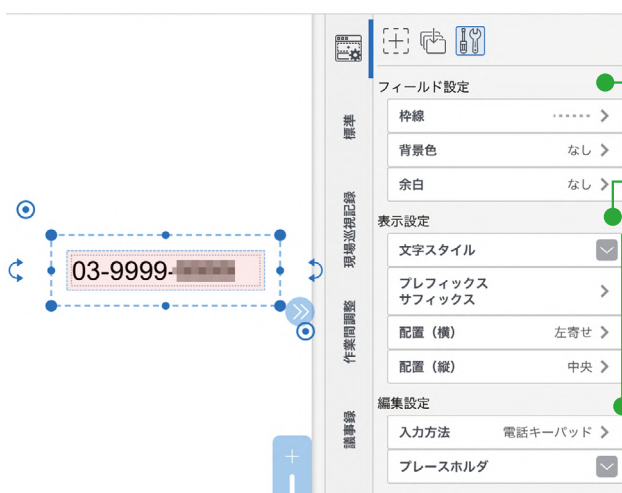 フィールド設定
枠線
背景色 なし
余白 なし
表示設定
文字スタイル
プレフィックス
サフィックス
配置（横） 左寄せ
配置（縦） 中央
編集設定
入力方法 電話キーパッド
プレースホルダ
標準
現場巡視記録
作業間調整
議事録
03-9999-